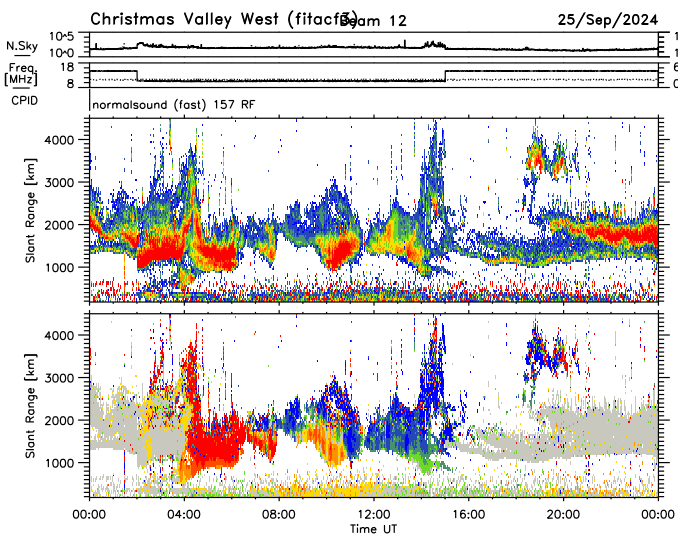 Christmas Valley West (fitacf3) Beam 12 25/Sep/2024
N.Sky 10^5 10^0
Freq. [MHz] 18 8
CPID normalsound (fast) 157 RF
Slant Range [km] 4000 3000 2000 1000
Slant Range [km] 4000 3000 2000 1000
00:00 04:00 08:00 12:00 16:00 20:00 00:00
Time UT